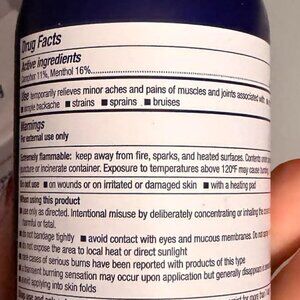 Drug Facts
Active ingredients
Camphor 11%, Menthol 16%
Use temporarily relieves minor aches and pains of muscles and joints associated with
■ simple backache ■ strains ■ sprains ■ bruises
Warnings
For external use only
Extremely flammable: keep away from fire, sparks, and heated surfaces. Contents under
puncture or incinerate container. Exposure to temperatures above 120°F may cause
Do not use ■ on wounds or on irritated or damaged skin ■ with a heating pad
When using this product
■ use only as directed. Intentional misuse by deliberately concentrating or inhaling the
harmful or fatal.
■ do not bandage tightly ■ avoid contact with eyes and mucous membranes. Do not
■ do not expose the area to local heat or direct sunlight
■ rare cases of serious burns have been reported with products of this type
■ a transient burning sensation may occur upon application but generally disappears in
■ avoid applying into skin folds